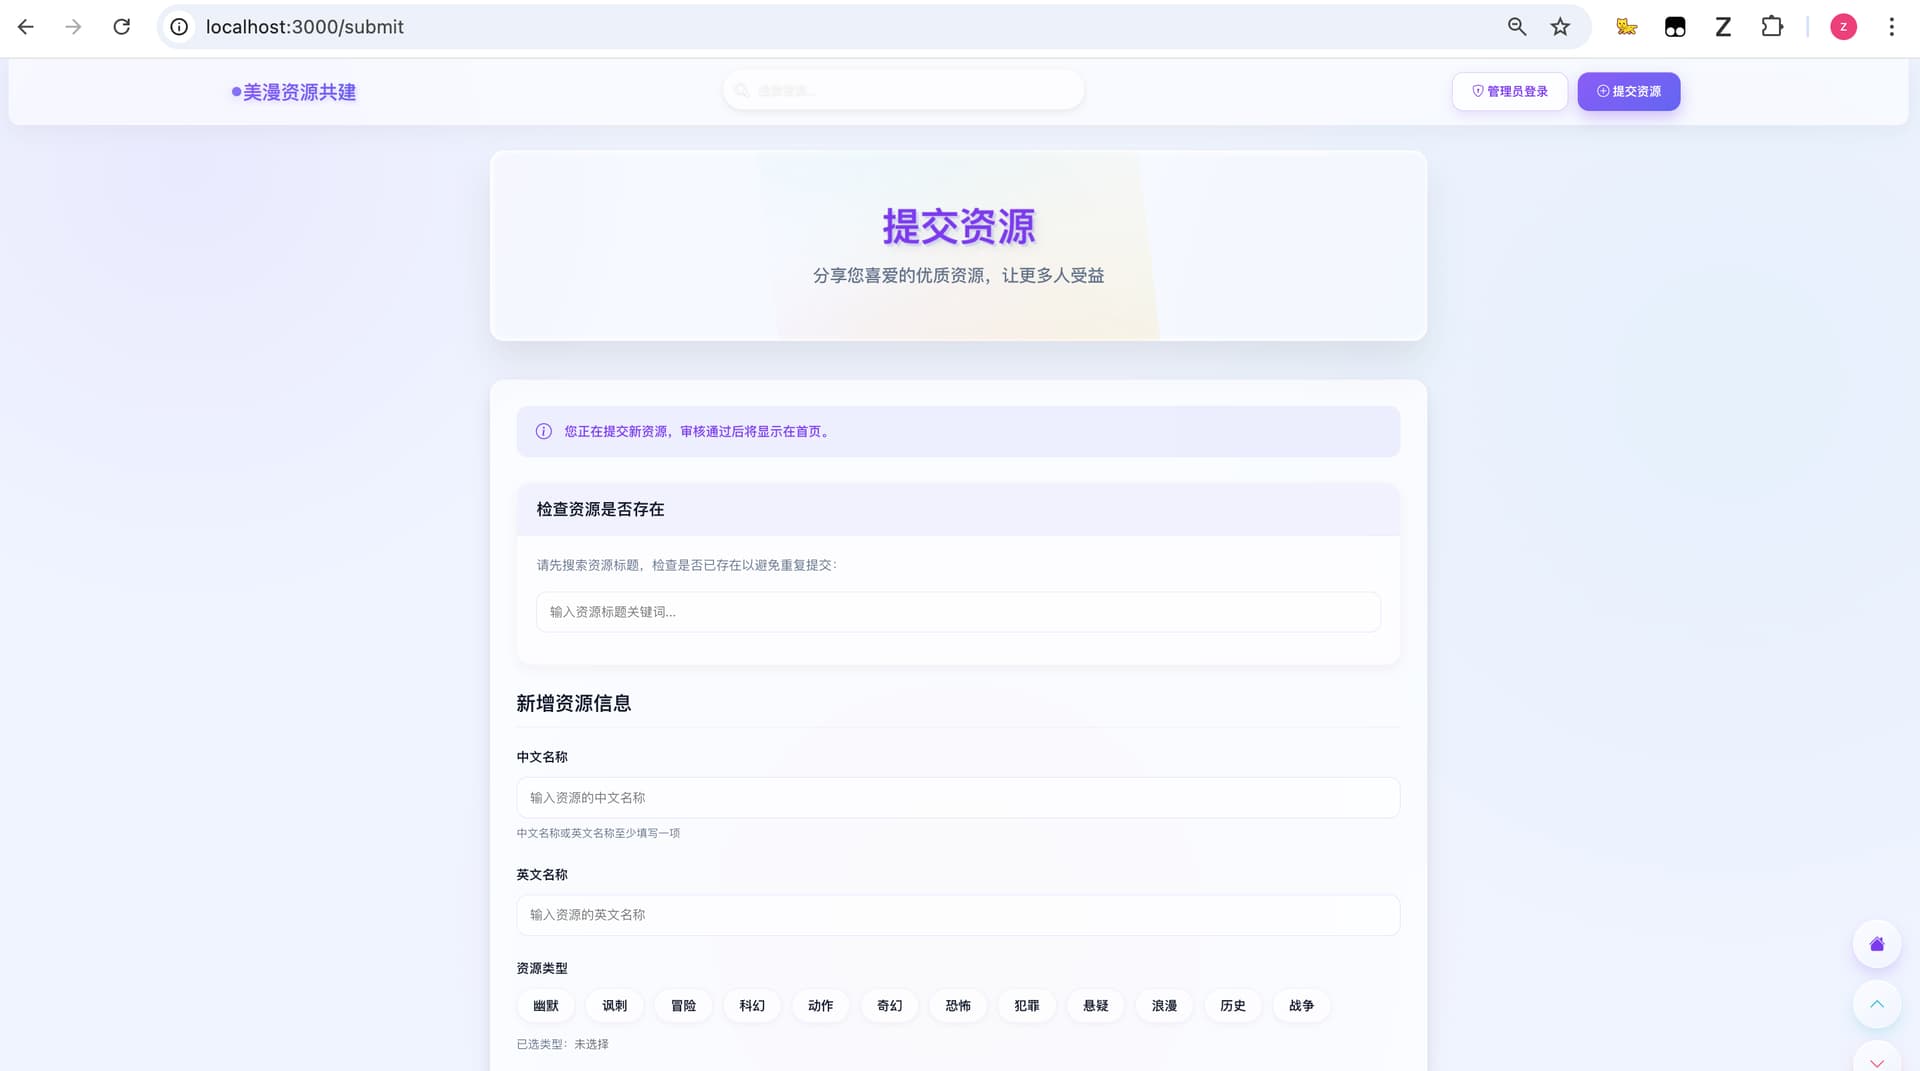 localhost:3000/submit
Z
z
美漫资源共建
管理员登录
提交资源
提交资源
分享您喜爱的优质资源，让更多人受益
您正在提交新资源，审核通过后将显示在首页。
检查资源是否存在
请先搜索资源标题，检查是否已存在以避免重复提交：
输入资源标题关键词...
新增资源信息
中文名称
输入资源的中文名称
中文名称或英文名称至少填写一项
英文名称
输入资源的英文名称
资源类型
幽默 讽刺 冒险 科幻 动作 奇幻 恐怖 犯罪 悬疑 浪漫 历史 战争
已选类型：未选择